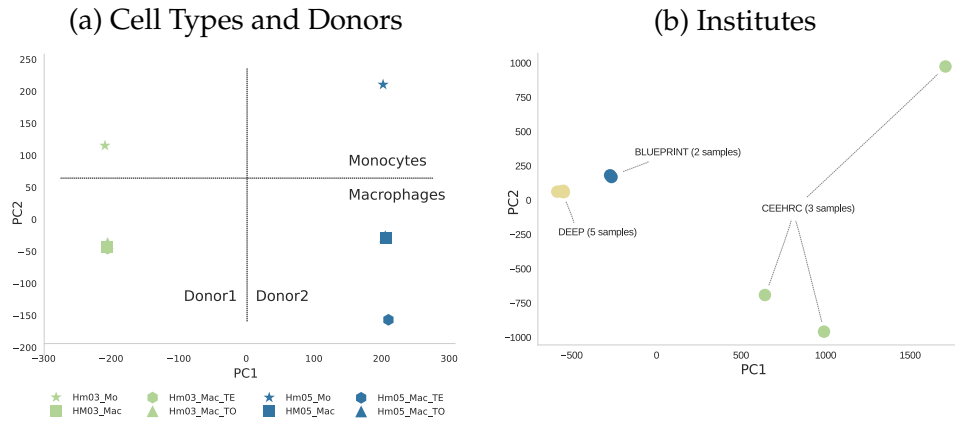 (a) Cell Types and Donors
250
200
150
100
50
0
−50
−100
−150
−200
PC2
Monocytes
Macrophages
Donor1 Donor2
−300 −200 −100 0 100 200 300
PC1
Hm03_Mo Hm03_Mac_TE Hm05_Mo Hm05_Mac_TE
HM03_Mac Hm03_Mac_TO HM05_Mac Hm05_Mac_TO
(b) Institutes
1000
750
500
250
0
−250
−500
−750
−1000
PC2
BLUEPRINT (2 samples)
CEEHRC (3 samples)
DEEP (5 samples)
−500 0 500 1000 1500
PC1